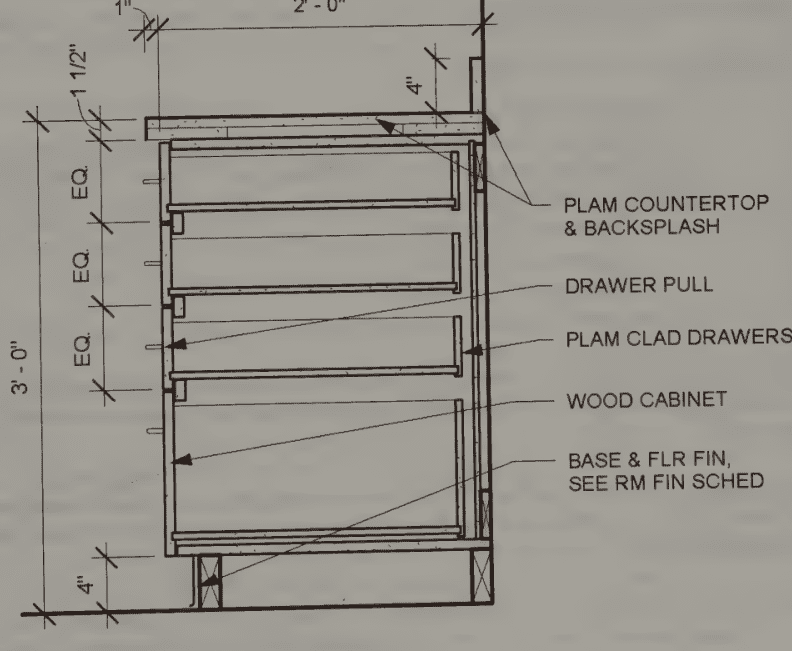 1"
2' - 0"
1 1/2"
4"
EQ.
EQ.
EQ.
3' - 0"
4"
PLAM COUNTERTOP
& BACKSPLASH
DRAWER PULL
PLAM CLAD DRAWERS
WOOD CABINET
BASE & FLR FIN,
SEE RM FIN SCHED